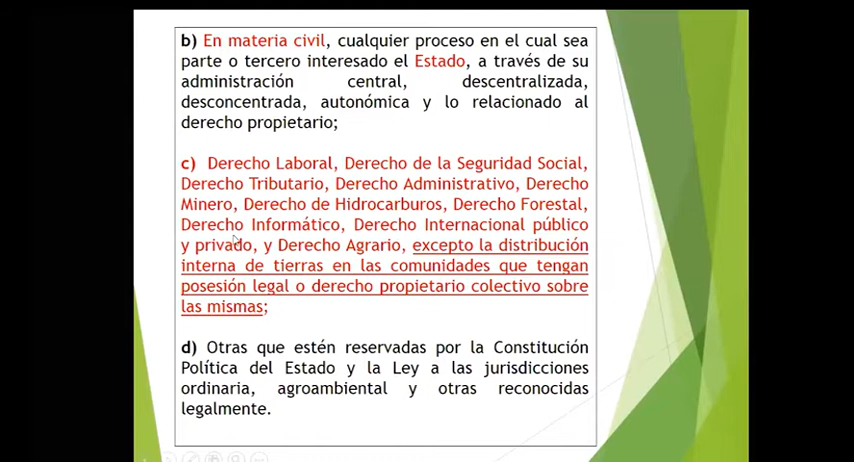 b) En materia civil, cualquier proceso en el cual sea
parte o tercero interesado el Estado, a través de su
administración central, descentralizada,
desconcentrada, autonómica y lo relacionado al
derecho propietario;
c) Derecho Laboral, Derecho de la Seguridad Social,
Derecho Tributario, Derecho Administrativo, Derecho
Minero, Derecho de Hidrocarburos, Derecho Forestal,
Derecho Informático, Derecho Internacional público
y privado, y Derecho Agrario, excepto la distribución
interna de tierras en las comunidades que tengan
posesión legal o derecho propietario colectivo sobre
las mismas;
d) Otras que estén reservadas por la Constitución
Política del Estado y la Ley a las jurisdicciones
ordinaria, agroambiental y otras reconocidas
legalmente.